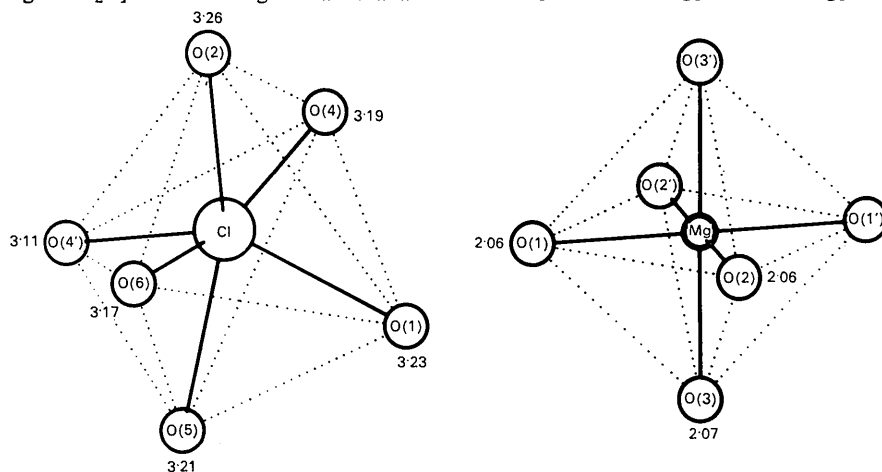 3·26
O(2)
O(4)
3·19
Cl
3·11
O(4')
O(6)
3·17
O(1)
3·23
O(5)
3·21
O(3')
O(2')
O(1')
Mg
2·06
O(1)
O(2)
2·06
O(3)
2·07